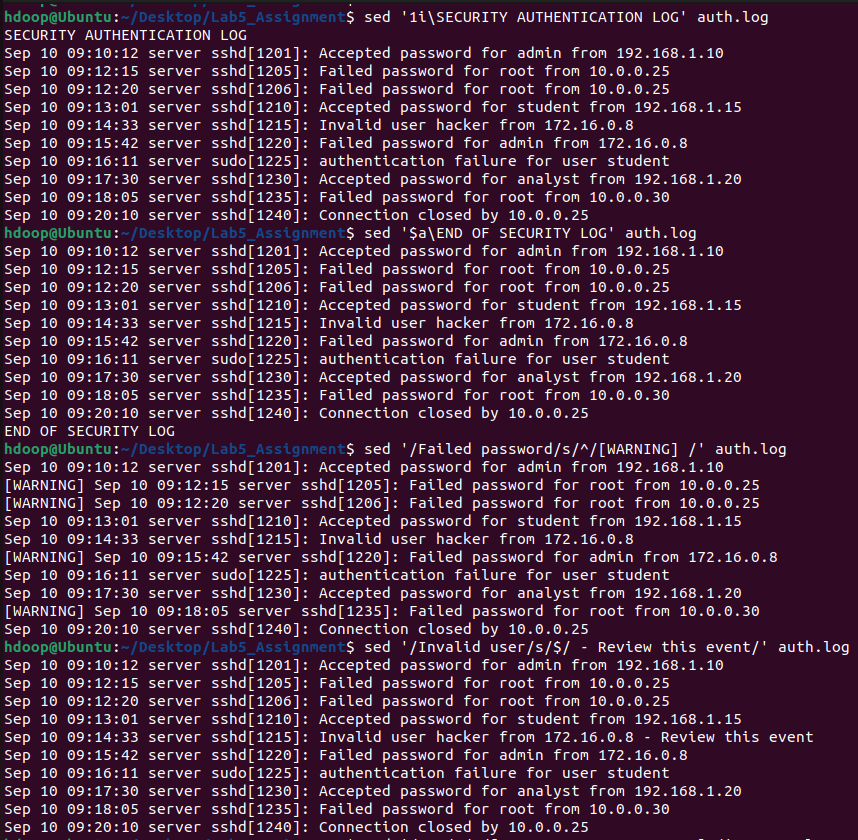 hdoop@Ubuntu:~/Desktop/Lab5_Assignment$ sed '1i\SECURITY AUTHENTICATION LOG' auth.log
SECURITY AUTHENTICATION LOG
Sep 10 09:10:12 server sshd[1201]: Accepted password for admin from 192.168.1.10
Sep 10 09:12:15 server sshd[1205]: Failed password for root from 10.0.0.25
Sep 10 09:12:20 server sshd[1206]: Failed password for root from 10.0.0.25
Sep 10 09:13:01 server sshd[1210]: Accepted password for student from 192.168.1.15
Sep 10 09:14:33 server sshd[1215]: Invalid user hacker from 172.16.0.8
Sep 10 09:15:42 server sshd[1220]: Failed password for admin from 172.16.0.8
Sep 10 09:16:11 server sudo[1225]: authentication failure for user student
Sep 10 09:17:30 server sshd[1230]: Accepted password for analyst from 192.168.1.20
Sep 10 09:18:05 server sshd[1235]: Failed password for root from 10.0.0.30
Sep 10 09:20:10 server sshd[1240]: Connection closed by 10.0.0.25
hdoop@Ubuntu:~/Desktop/Lab5_Assignment$ sed '$a\END OF SECURITY LOG' auth.log
Sep 10 09:10:12 server sshd[1201]: Accepted password for admin from 192.168.1.10
Sep 10 09:12:15 server sshd[1205]: Failed password for root from 10.0.0.25
Sep 10 09:12:20 server sshd[1206]: Failed password for root from 10.0.0.25
Sep 10 09:13:01 server sshd[1210]: Accepted password for student from 192.168.1.15
Sep 10 09:14:33 server sshd[1215]: Invalid user hacker from 172.16.0.8
Sep 10 09:15:42 server sshd[1220]: Failed password for admin from 172.16.0.8
Sep 10 09:16:11 server sudo[1225]: authentication failure for user student
Sep 10 09:17:30 server sshd[1230]: Accepted password for analyst from 192.168.1.20
Sep 10 09:18:05 server sshd[1235]: Failed password for root from 10.0.0.30
Sep 10 09:20:10 server sshd[1240]: Connection closed by 10.0.0.25
END OF SECURITY LOG
hdoop@Ubuntu:~/Desktop/Lab5_Assignment$ sed '/Failed password/s/^/[WARNING] /' auth.log
Sep 10 09:10:12 server sshd[1201]: Accepted password for admin from 192.168.1.10
[WARNING] Sep 10 09:12:15 server sshd[1205]: Failed password for root from 10.0.0.25
[WARNING] Sep 10 09:12:20 server sshd[1206]: Failed password for root from 10.0.0.25
Sep 10 09:13:01 server sshd[1210]: Accepted password for student from 192.168.1.15
Sep 10 09:14:33 server sshd[1215]: Invalid user hacker from 172.16.0.8
[WARNING] Sep 10 09:15:42 server sshd[1220]: Failed password for admin from 172.16.0.8
Sep 10 09:16:11 server sudo[1225]: authentication failure for user student
Sep 10 09:17:30 server sshd[1230]: Accepted password for analyst from 192.168.1.20
[WARNING] Sep 10 09:18:05 server sshd[1235]: Failed password for root from 10.0.0.30
Sep 10 09:20:10 server sshd[1240]: Connection closed by 10.0.0.25
hdoop@Ubuntu:~/Desktop/Lab5_Assignment$ sed '/Invalid user/s/$/ - Review this event/' auth.log
Sep 10 09:10:12 server sshd[1201]: Accepted password for admin from 192.168.1.10
Sep 10 09:12:15 server sshd[1205]: Failed password for root from 10.0.0.25
Sep 10 09:12:20 server sshd[1206]: Failed password for root from 10.0.0.25
Sep 10 09:13:01 server sshd[1210]: Accepted password for student from 192.168.1.15
Sep 10 09:14:33 server sshd[1215]: Invalid user hacker from 172.16.0.8 - Review this event
Sep 10 09:15:42 server sshd[1220]: Failed password for admin from 172.16.0.8
Sep 10 09:16:11 server sudo[1225]: authentication failure for user student
Sep 10 09:17:30 server sshd[1230]: Accepted password for analyst from 192.168.1.20
Sep 10 09:18:05 server sshd[1235]: Failed password for root from 10.0.0.30
Sep 10 09:20:10 server sshd[1240]: Connection closed by 10.0.0.25